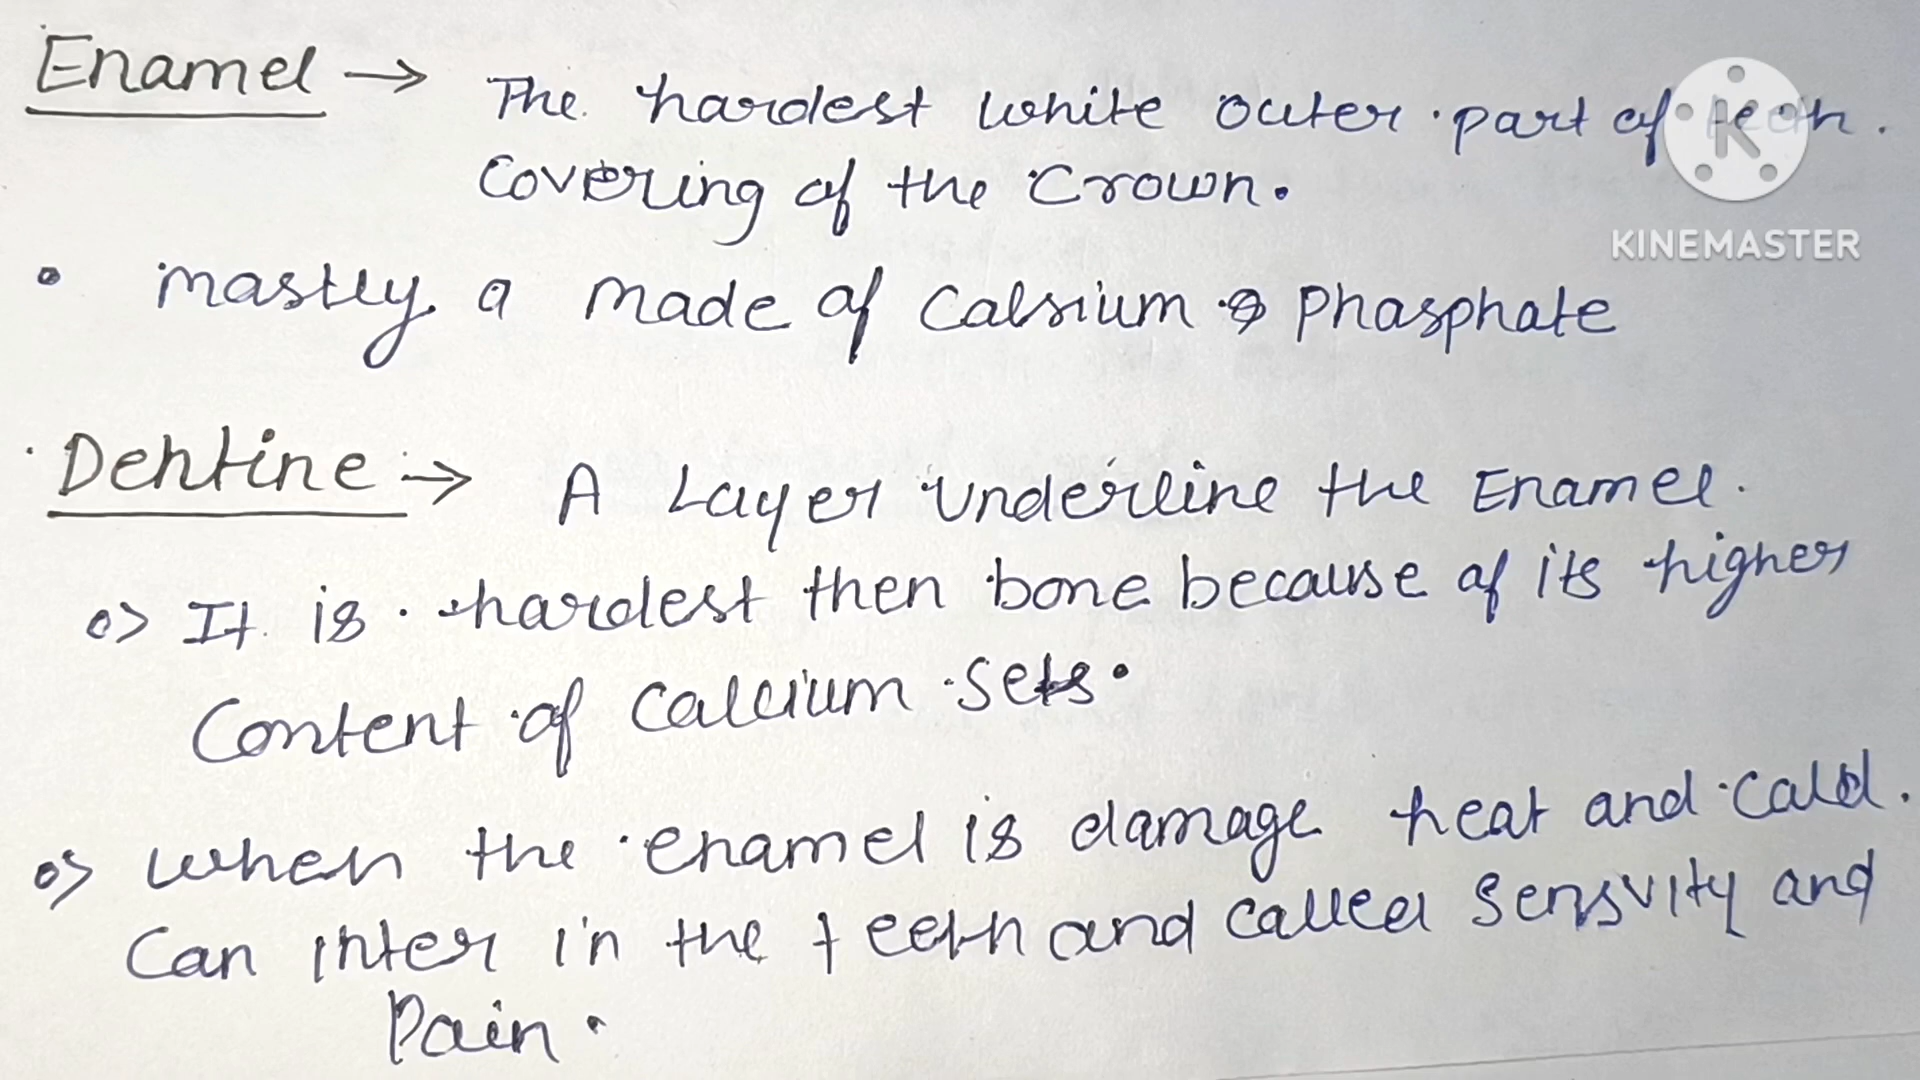 Enamel → The hardest white outer part of teeth.
Covering of the Crown.
• mastly a made of Calsium & Phasphate
Dentine → A Layer underline the Enamel.
It is hardest then bone because of its higher
Content of Calcium Sets.
When the enamel is damage heat and cald.
Can inter in the teeth and called Sensvity and
Pain.
KINEMASTER